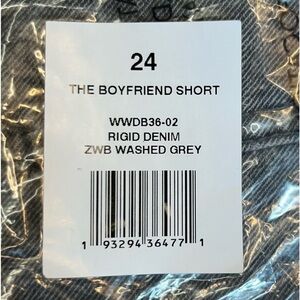 24
THE BOYFRIEND SHORT
WWDB36-02
RIGID DENIM
ZWB WASHED GREY
1 93294 36477 1